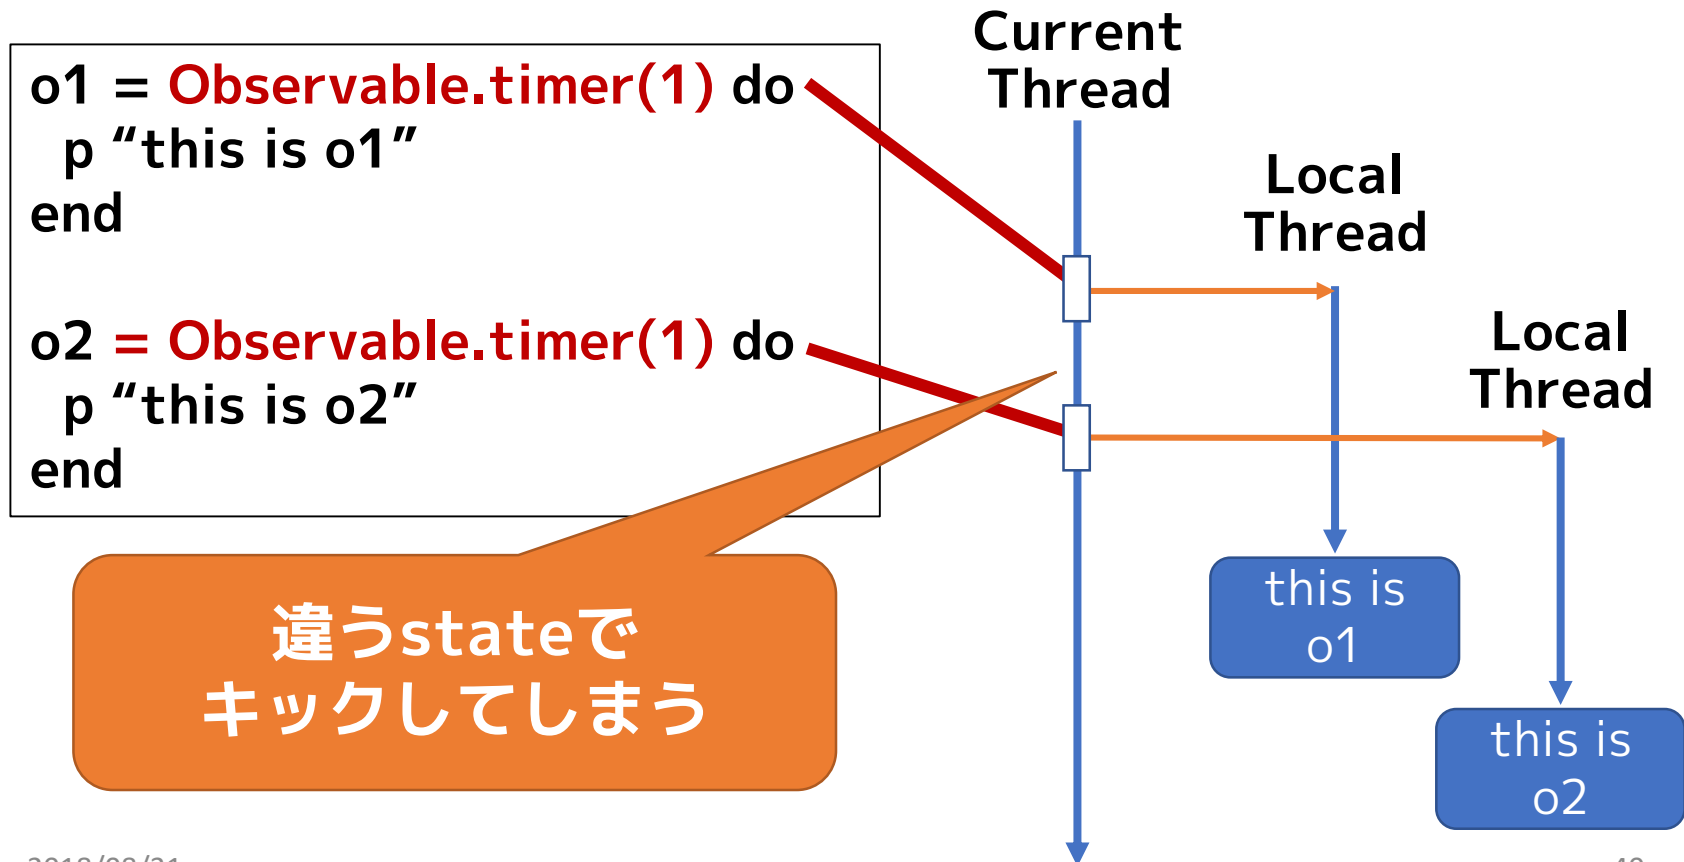 o1 = Observable.timer(1) do
p “this is o1”
end
o2 = Observable.timer(1) do
p “this is o2”
end
Current
Thread
Local
Thread
Local
Thread
違うstateで
キックしてしまう
this is
o1
this is
o2